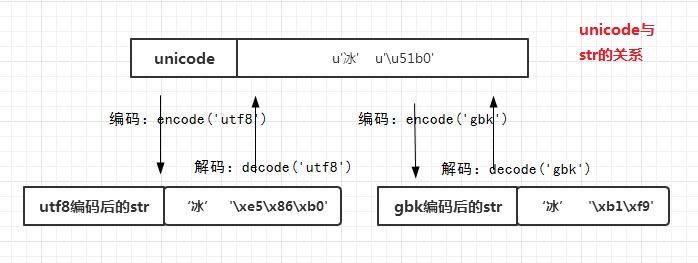 unicode与
str的关系
unicode u'冰' u'\u51b0'
编码：encode('utf8') 编码：encode('gbk')
解码：decode('utf8') 解码：decode('gbk')
utf8编码后的str '冰' '\xe5\x86\xb0' gbk编码后的str '冰' '\xb1\xf9'